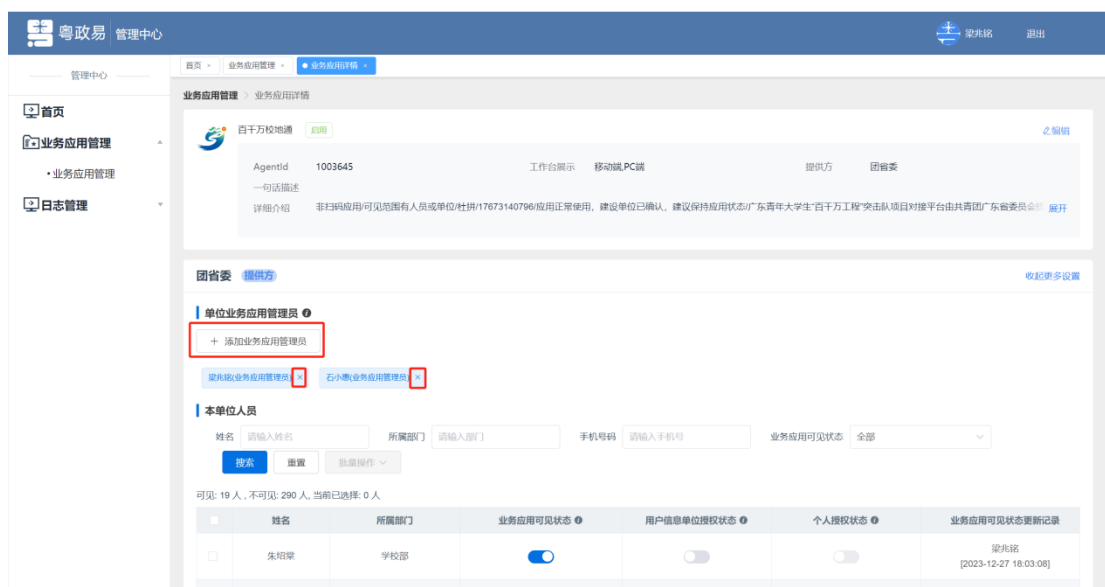 粤政易 管理中心 梁兆铭 退出
管理中心
首页 × 业务应用管理 × 业务应用详情 ×
首页
业务应用管理
• 业务应用管理
日志管理
业务应用管理 > 业务应用详情
百千万校地通 启用 编辑
AgentId 1003645 工作台展示 移动端,PC端 提供方 团省委
一句话描述
详细介绍 非扫码应用/可见范围有人员或单位/杜拼/17673140796/应用正常使用，建设单位已确认，建议保持应用状态/广东青年大学生“百千万工程”突击队项目对接平台由共青团广东省委员会 展开
团省委 提供方 收起更多设置
单位业务应用管理员
+ 添加业务应用管理员
梁兆铭(业务应用管理员) × 石小惠(业务应用管理员) ×
本单位人员
姓名 请输入姓名 所属部门 请输入部门 手机号码 请输入手机号 业务应用可见状态 全部
搜索 重置 批量操作
可见: 19 人 , 不可见: 290 人, 当前已选择: 0 人
姓名 所属部门 业务应用可见状态 用户信息单位授权状态 个人授权状态 业务应用可见状态更新记录
朱绍棠 学校部 梁兆铭
[2023-12-27 18:03:08]